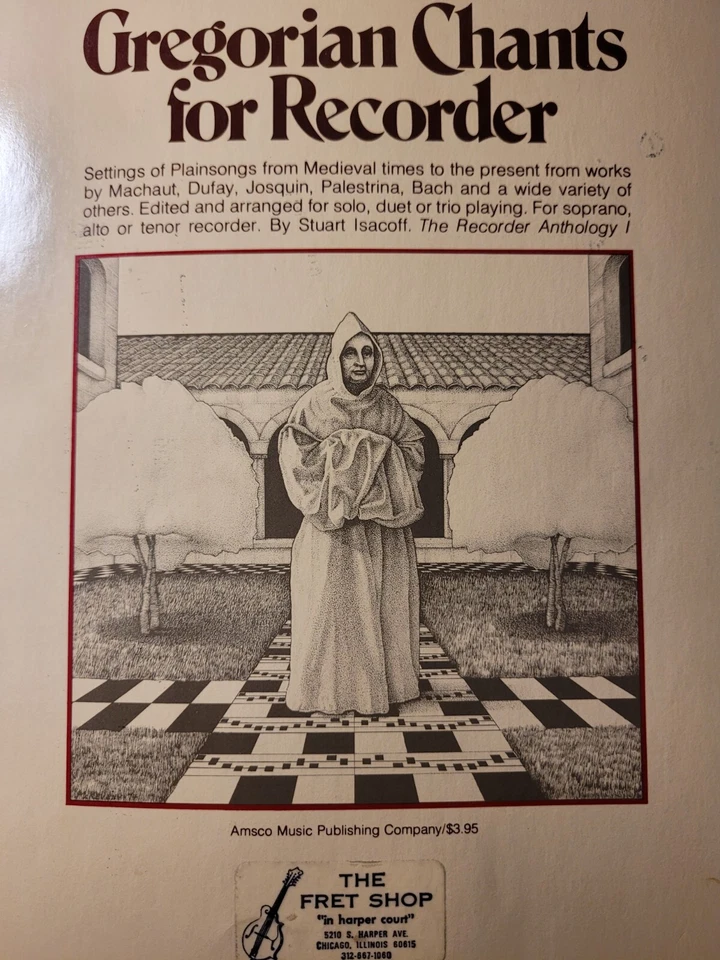 Gregorian Chants
for Recorder
Settings of Plainsongs from Medieval times to the present from works
by Machaut, Dufay, Josquin, Palestrina, Bach and a wide variety of
others. Edited and arranged for solo, duet or trio playing. For soprano,
alto or tenor recorder. By Stuart Isacoff. The Recorder Anthology I
Amsco Music Publishing Company/$3.95
THE
FRET SHOP
"in harper court"
5210 S. HARPER AVE.
CHICAGO, ILLINOIS 60615
312-667-1060